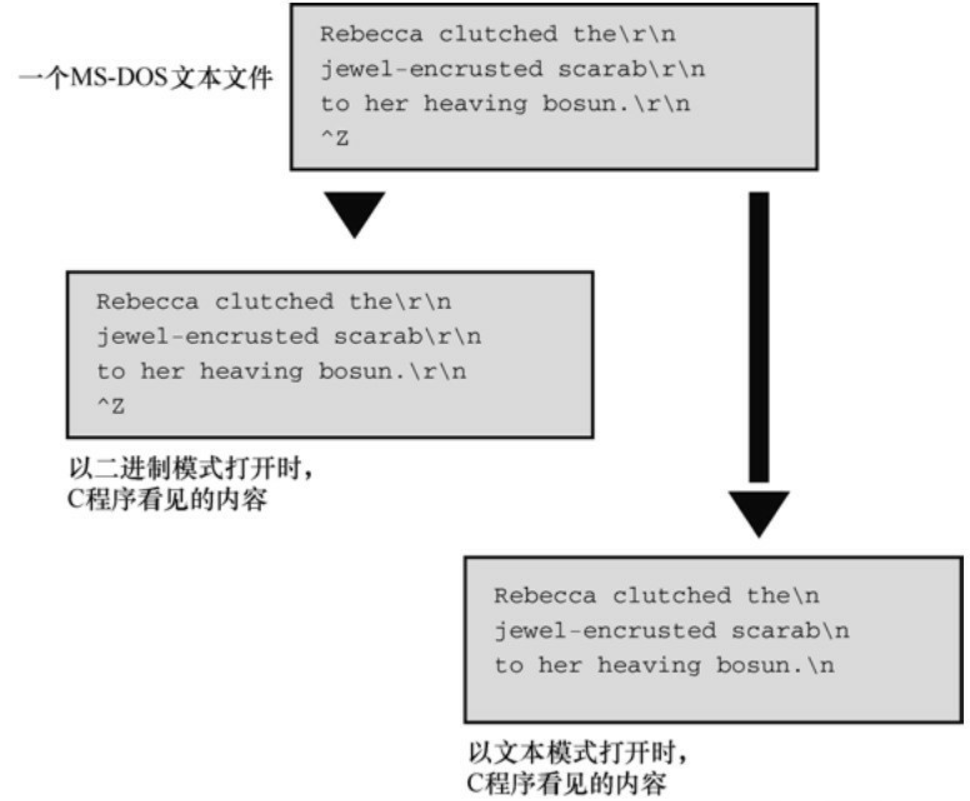 一个MS-DOS文本文件
Rebecca clutched the\r\n
jewel-encrusted scarab\r\n
to her heaving bosun.\r\n
^Z
Rebecca clutched the\r\n
jewel-encrusted scarab\r\n
to her heaving bosun.\r\n
^Z
以二进制模式打开时，
C程序看见的内容
Rebecca clutched the\n
jewel-encrusted scarab\n
to her heaving bosun.\n
以文本模式打开时，
C程序看见的内容